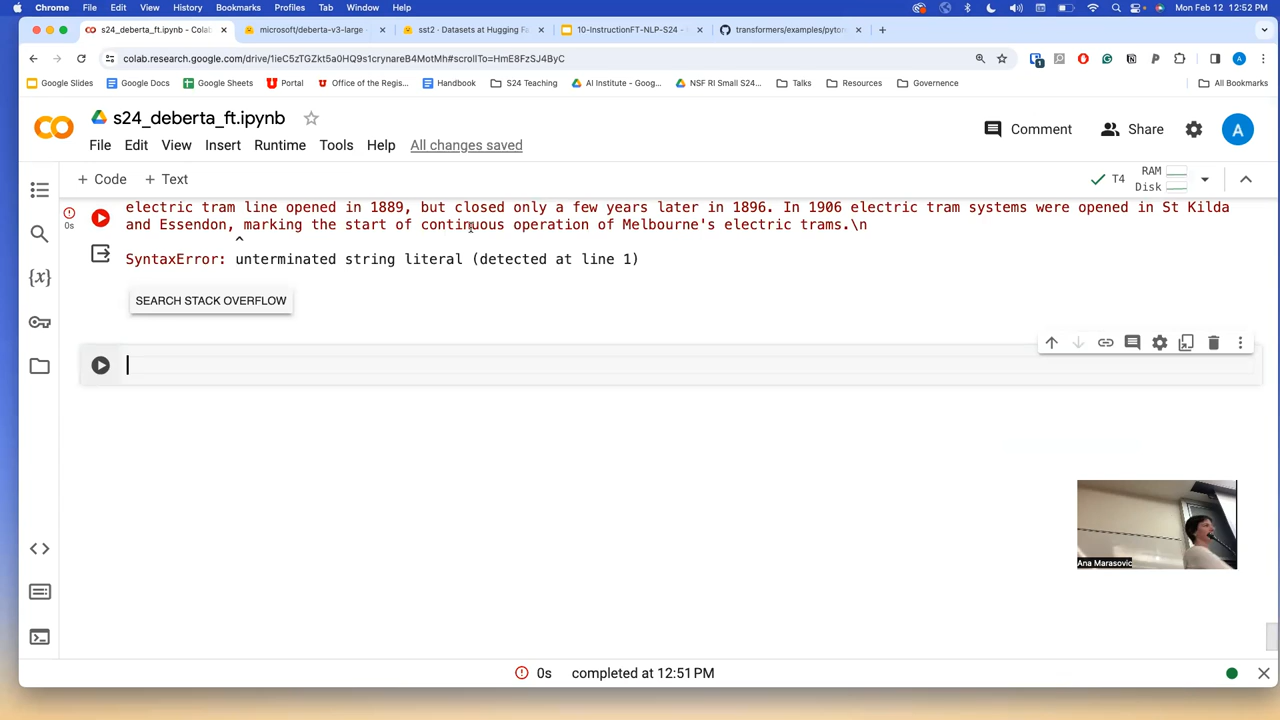 Chrome File Edit View History Bookmarks Profiles Tab Window Help Mon Feb 12 12:52 PM
s24_deberta_ft.ipynb - Colab microsoft/deberta-v3-large · sst2 · Datasets at Hugging Fa 10-InstructionFT-NLP-S24 - transformers/examples/pytor
colab.research.google.com/drive/1ieC5zTGZkt5a0HQ9s1crynareB4MotMh#scrollTo=HmE8FzSJ4ByC
Google Slides Google Docs Google Sheets Portal Office of the Regis... Handbook S24 Teaching AI Institute - Goog... NSF RI Small S24... Talks Resources Governence All Bookmarks
s24_deberta_ft.ipynb
File Edit View Insert Runtime Tools Help All changes saved
Comment Share A
+ Code + Text
T4 RAM Disk
electric tram line opened in 1889, but closed only a few years later in 1896. In 1906 electric tram systems were opened in St Kilda
0s
and Essendon, marking the start of continuous operation of Melbourne's electric trams.\n
^
SyntaxError: unterminated string literal (detected at line 1)
SEARCH STACK OVERFLOW
Ana Marasovic
0s completed at 12:51 PM